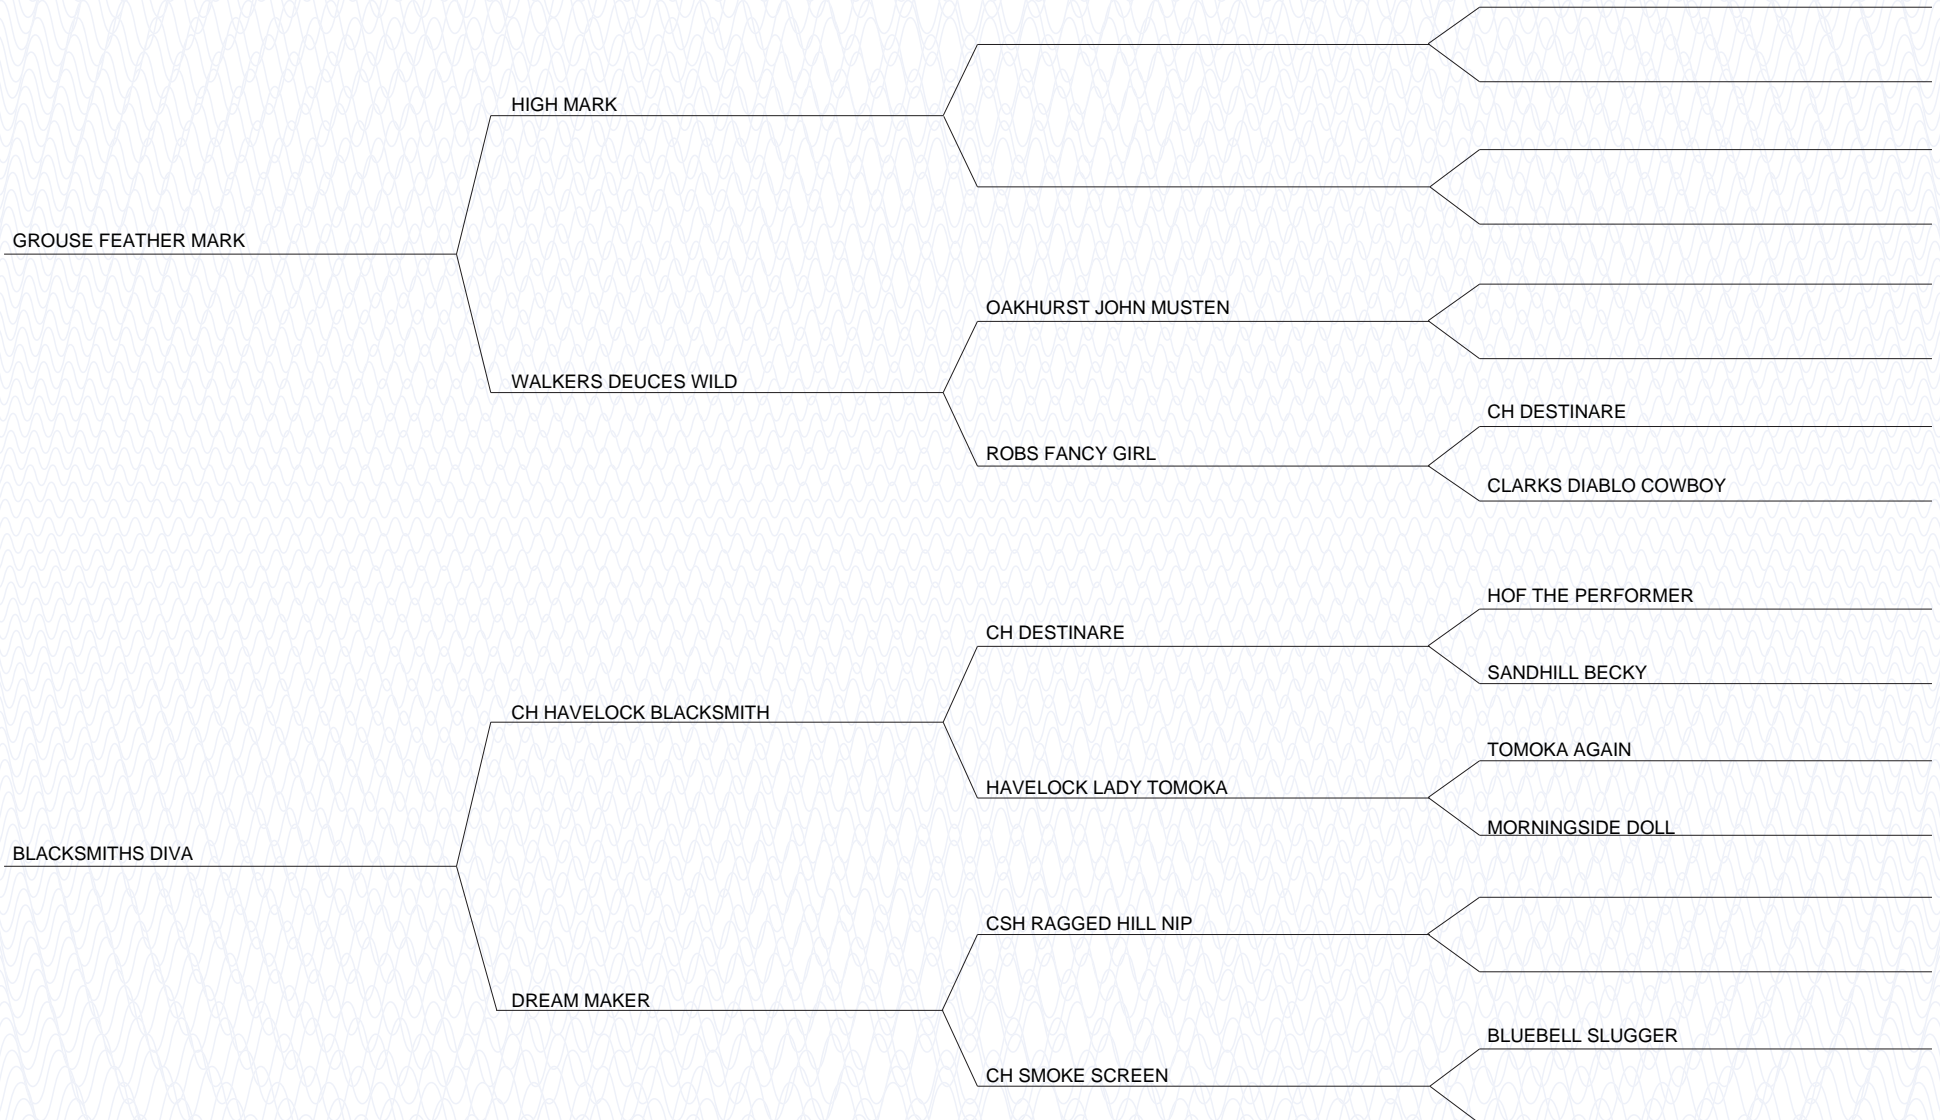 HIGH MARK
GROUSE FEATHER MARK
OAKHURST JOHN MUSTEN
WALKERS DEUCES WILD
CH DESTINARE
ROBS FANCY GIRL
CLARKS DIABLO COWBOY
HOF THE PERFORMER
CH DESTINARE
SANDHILL BECKY
CH HAVELOCK BLACKSMITH
TOMOKA AGAIN
HAVELOCK LADY TOMOKA
MORNINGSIDE DOLL
BLACKSMITHS DIVA
CSH RAGGED HILL NIP
DREAM MAKER
BLUEBELL SLUGGER
CH SMOKE SCREEN